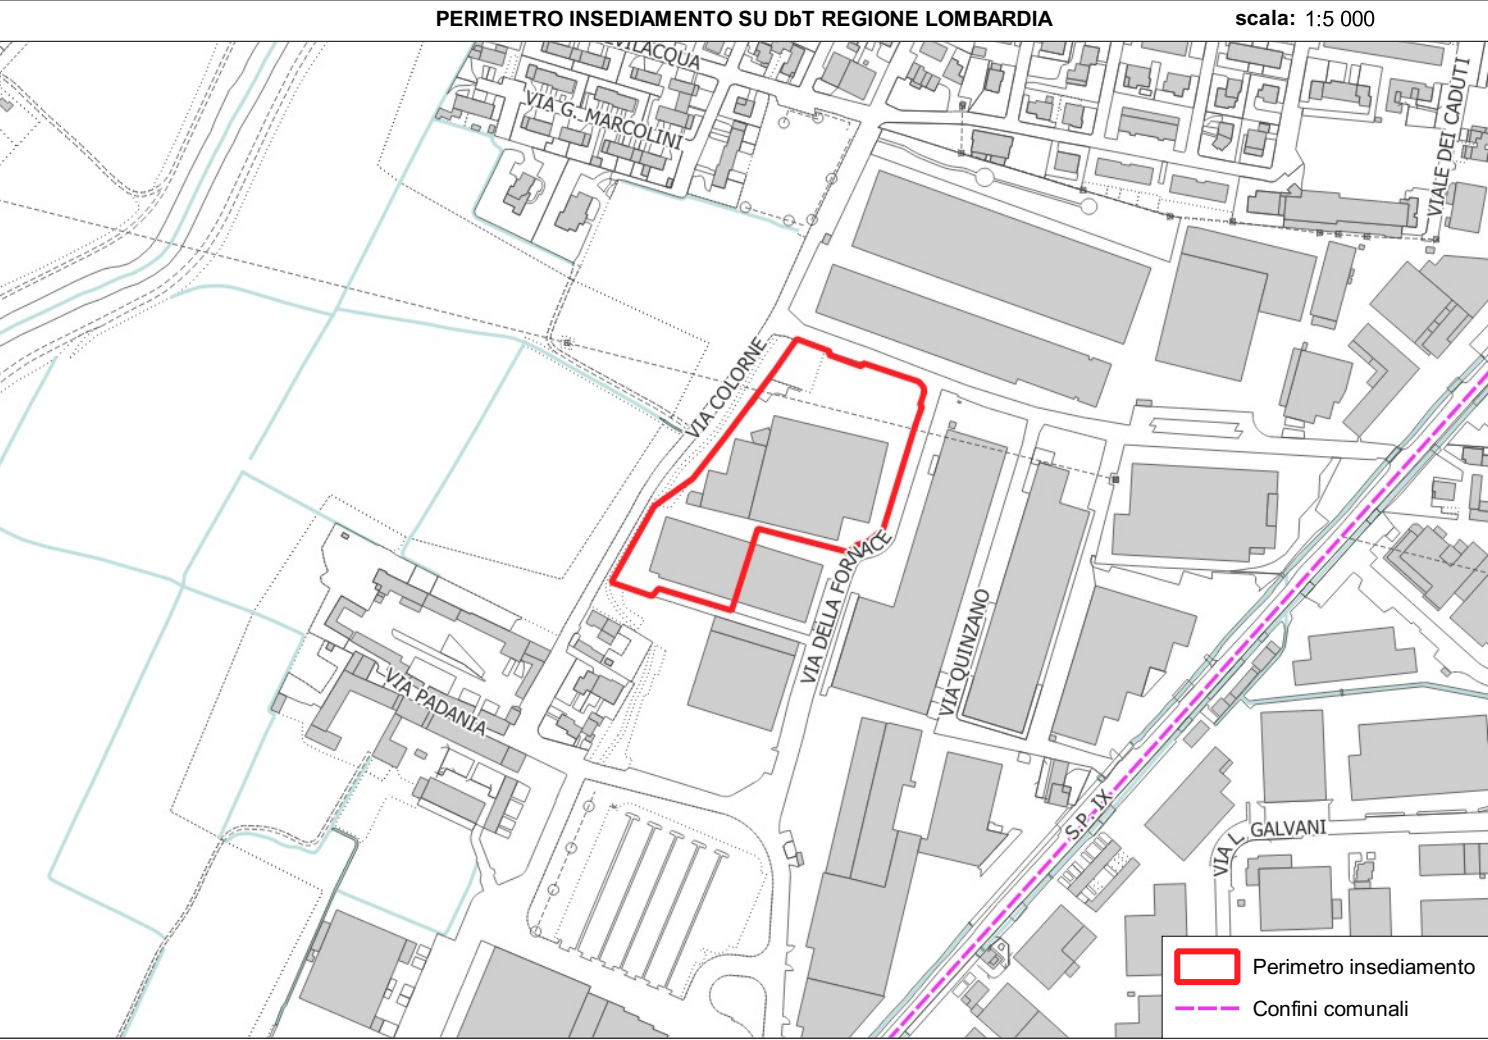 PERIMETRO INSEDIAMENTO SU DbT REGIONE LOMBARDIA
scala: 1:5 000
VILACQUA
VIA G. MARCOLINI
VIALE DEI CADUTI
VIA COLORNE
VIA DELLA FORNACE
VIA QUINZANO
VIA PADANIA
S.P. IX
VIA L. GALVANI
Perimetro insediamento
Confini comunali